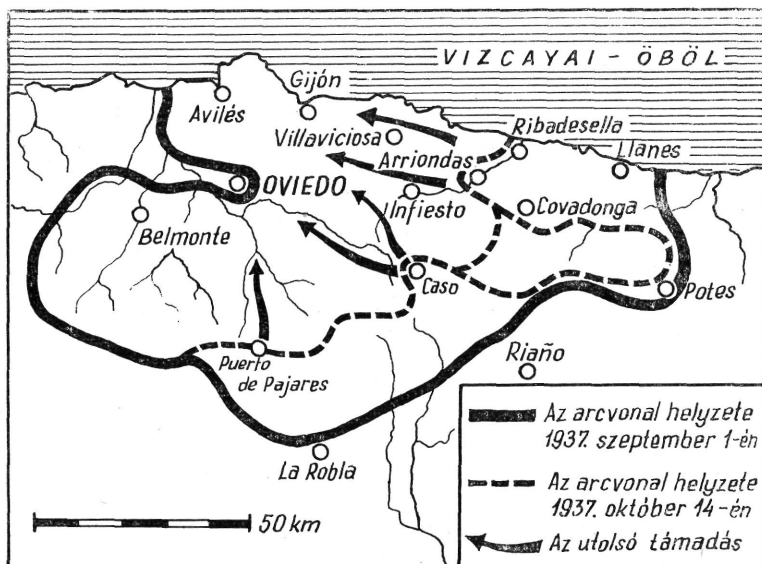 VIZCAYAI - ÖBÖL
Gijón
Avilés
Villaviciosa
Ribadesella
Arriondas
Llanes
OVIEDO
Infiesto
Covadonga
Belmonte
Caso
Potes
Puerto
de Pajares
Riaño
La Robla
50 km
Az arcvonal helyzete
1937. szeptember 1-én
Az arcvonal helyzete
1937. október 14-én
Az utolsó támadás